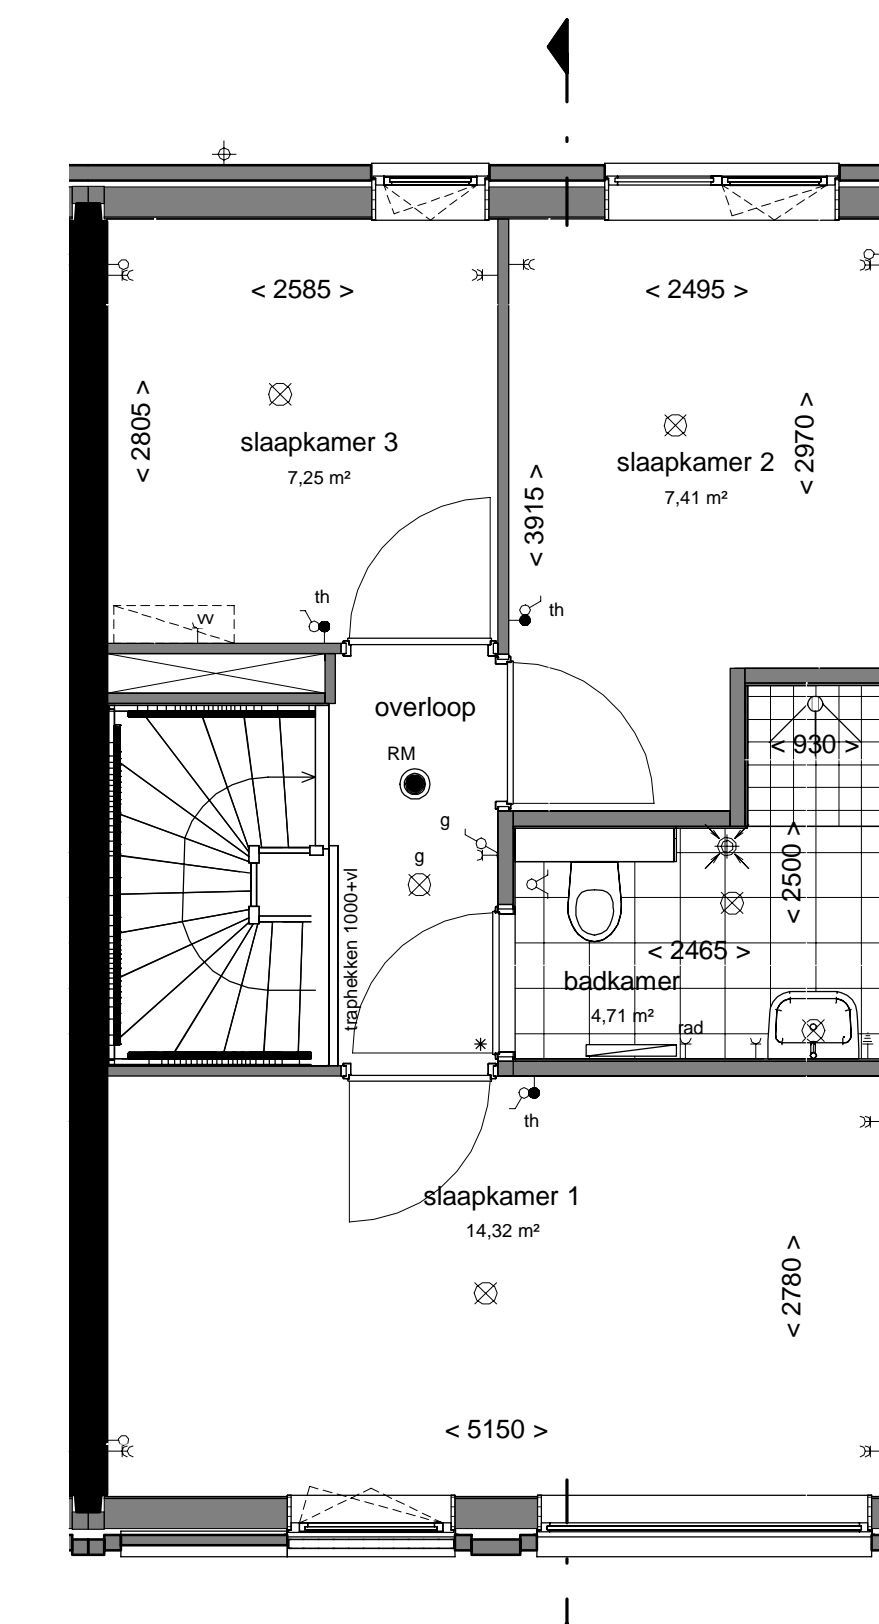 < 2585 >
< 2495 >
< 2805 >
slaapkamer 3
7,25 m²
slaapkamer 2
7,41 m²
< 2970 >
< 3915 >
th
th
vv
overloop
RM
< 930 >
g
g
traphekken 1000+vl
< 2500 >
< 2465 >
badkamer
4,71 m²
rad
th
slaapkamer 1
14,32 m²
< 2780 >
< 5150 >